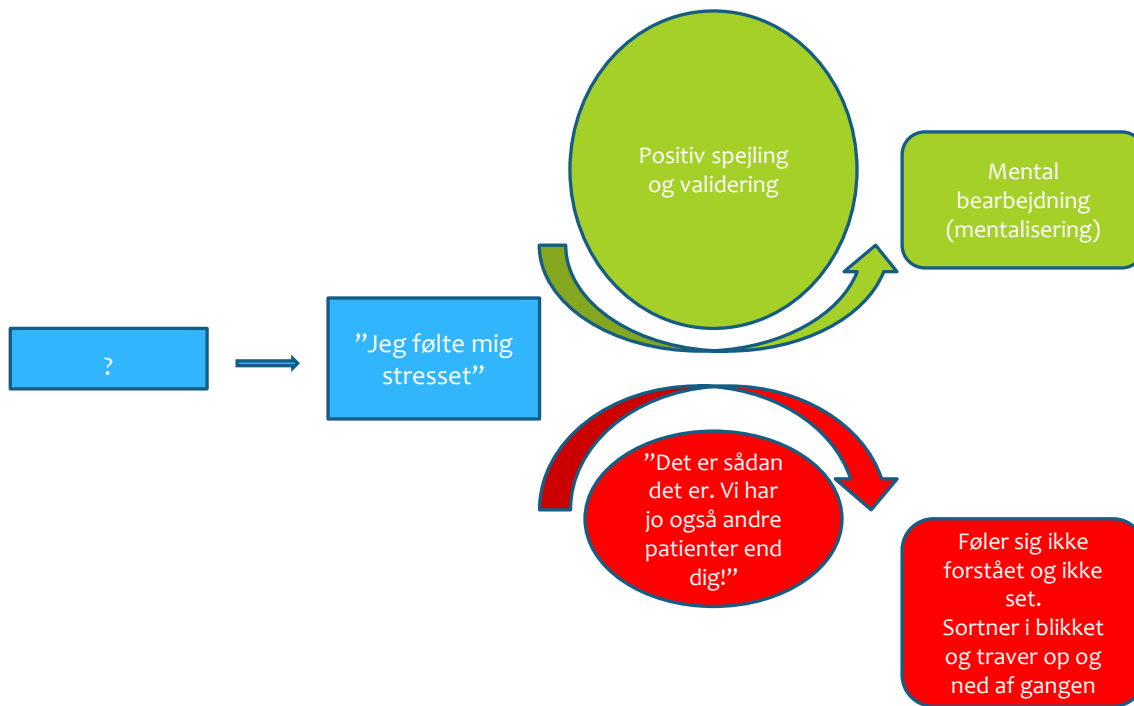 ?
”Jeg følte mig
stresset”
Positiv spejling
og validering
Mental
bearbejdning
(mentalisering)
”Det er sådan
det er. Vi har
jo også andre
patienter end
dig!”
Føler sig ikke
forstået og ikke
set.
Sortner i blikket
og traver op og
ned af gangen